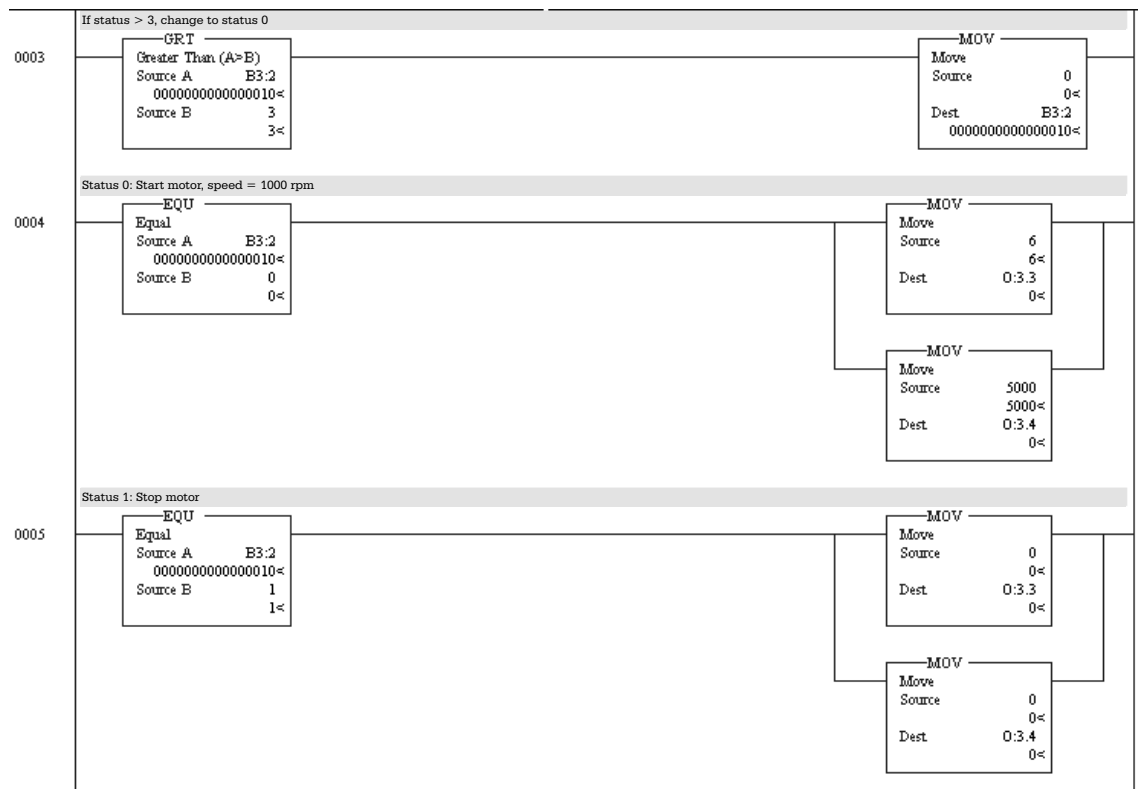 If status > 3, change to status 0
0003
GRT
Greater Than (A>B)
Source A B3:2
0000000000000010<
Source B 3
3<
MOV
Move
Source 0
0<
Dest B3:2
0000000000000010<
Status 0: Start motor, speed = 1000 rpm
0004
EQU
Equal
Source A B3:2
0000000000000010<
Source B 0
0<
MOV
Move
Source 6
6<
Dest O:3.3
0<
MOV
Move
Source 5000
5000<
Dest O:3.4
0<
Status 1: Stop motor
0005
EQU
Equal
Source A B3:2
0000000000000010<
Source B 1
1<
MOV
Move
Source 0
0<
Dest O:3.3
0<
MOV
Move
Source 0
0<
Dest O:3.4
0<